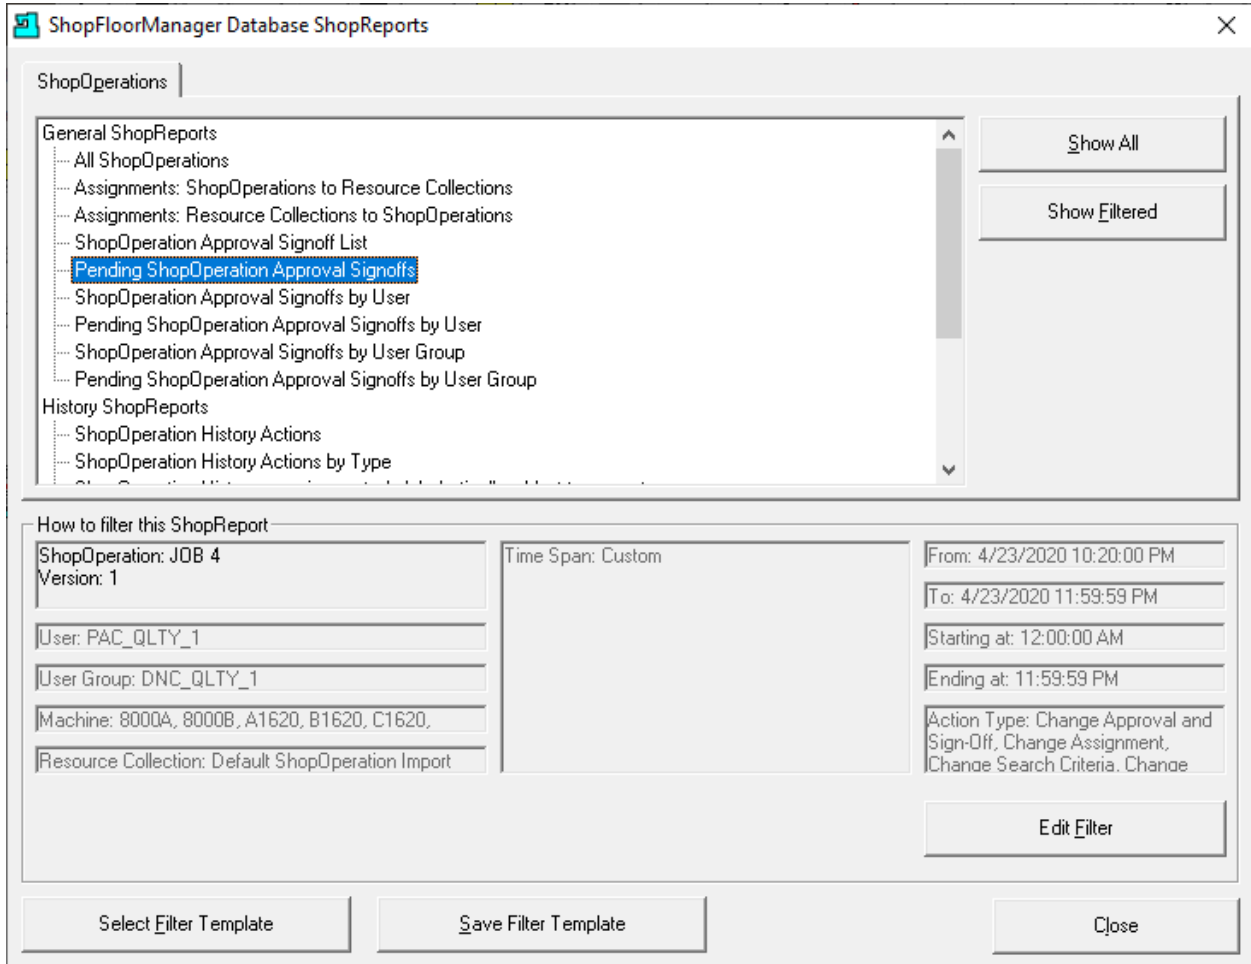 ShopFloorManager Database ShopReports
ShopOperations
General ShopReports
All ShopOperations
Assignments: ShopOperations to Resource Collections
Assignments: Resource Collections to ShopOperations
ShopOperation Approval Signoff List
Pending ShopOperation Approval Signoffs
ShopOperation Approval Signoffs by User
Pending ShopOperation Approval Signoffs by User
ShopOperation Approval Signoffs by User Group
Pending ShopOperation Approval Signoffs by User Group
History ShopReports
ShopOperation History Actions
ShopOperation History Actions by Type
Show All
Show Filtered
How to filter this ShopReport
ShopOperation: JOB 4
Version: 1
User: PAC_QLTY_1
User Group: DNC_QLTY_1
Machine: 8000A, 8000B, A1620, B1620, C1620,
Resource Collection: Default ShopOperation Import
Time Span: Custom
From: 4/23/2020 10:20:00 PM
To: 4/23/2020 11:59:59 PM
Starting at: 12:00:00 AM
Ending at: 11:59:59 PM
Action Type: Change Approval and
Sign-Off, Change Assignment,
Change Search Criteria, Change
Edit Filter
Select Filter Template
Save Filter Template
Close